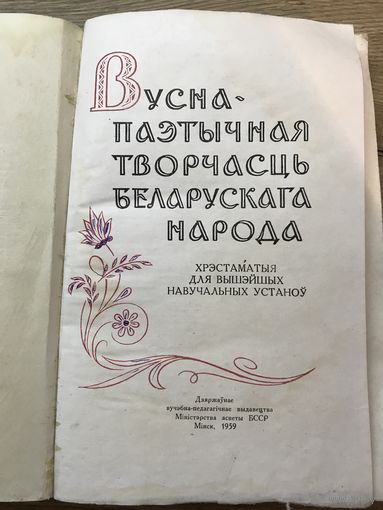 Вусна-
паэтычная
творчасць
беларускага
народа
ХРЭСТАМАТЫЯ
ДЛЯ ВЫШЭЙШЫХ
НАВУЧАЛЬНЫХ УСТАНОЎ
Дзяржаўнае
вучэбна-педагагічнае выдавецтва
Міністэрства асветы БССР
Мінск, 1959